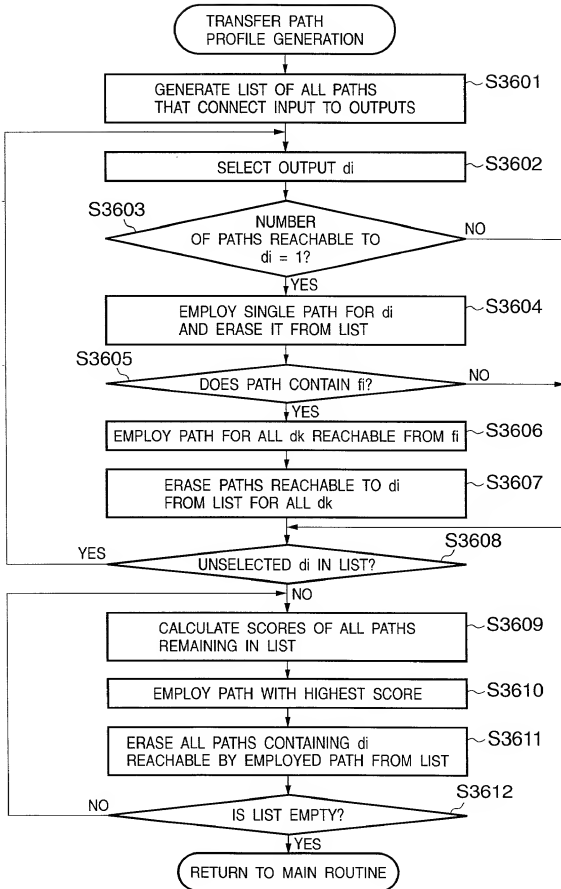 TRANSFER PATH
PROFILE GENERATION
GENERATE LIST OF ALL PATHS
THAT CONNECT INPUT TO OUTPUTS
S3601
SELECT OUTPUT di
S3602
S3603
NUMBER
OF PATHS REACHABLE TO
di = 1?
NO
YES
EMPLOY SINGLE PATH FOR di
AND ERASE IT FROM LIST
S3604
S3605
DOES PATH CONTAIN fi?
NO
YES
EMPLOY PATH FOR ALL dk REACHABLE FROM fi
S3606
ERASE PATHS REACHABLE TO di
FROM LIST FOR ALL dk
S3607
S3608
YES
UNSELECTED di IN LIST?
NO
CALCULATE SCORES OF ALL PATHS
REMAINING IN LIST
S3609
EMPLOY PATH WITH HIGHEST SCORE
S3610
ERASE ALL PATHS CONTAINING di
REACHABLE BY EMPLOYED PATH FROM LIST
S3611
S3612
NO
IS LIST EMPTY?
YES
RETURN TO MAIN ROUTINE